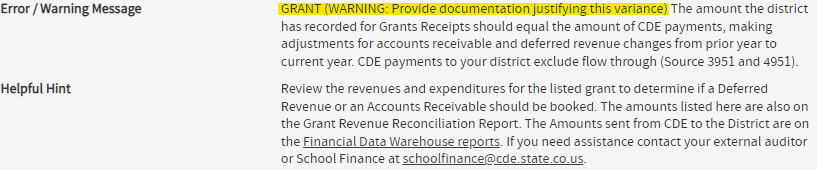 Error / Warning Message
GRANT (WARNING: Provide documentation justifying this variance) The amount the district
has recorded for Grants Receipts should equal the amount of CDE payments, making
adjustments for accounts receivable and deferred revenue changes from prior year to
current year. CDE payments to your district exclude flow through (Source 3951 and 4951).
Helpful Hint
Review the revenues and expenditures for the listed grant to determine if a Deferred
Revenue or an Accounts Receivable should be booked. The amounts listed here are also on
the Grant Revenue Reconciliation Report. The Amounts sent from CDE to the District are on
the Financial Data Warehouse reports. If you need assistance contact your external auditor
or School Finance at schoolfinance@cde.state.co.us.